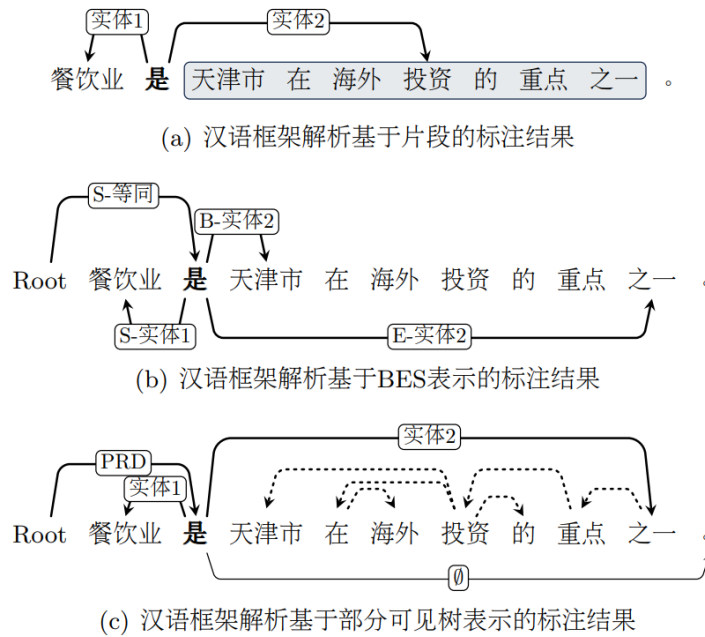 实体1 实体2
餐饮业 是 天津市 在 海外 投资 的 重点 之一 。
(a) 汉语框架解析基于片段的标注结果
S-等同
B-实体2
Root 餐饮业 是 天津市 在 海外 投资 的 重点 之一 。
S-实体1 E-实体2
(b) 汉语框架解析基于BES表示的标注结果
实体2
PRD
实体1
Root 餐饮业 是 天津市 在 海外 投资 的 重点 之一 。
∅
(c) 汉语框架解析基于部分可见树表示的标注结果